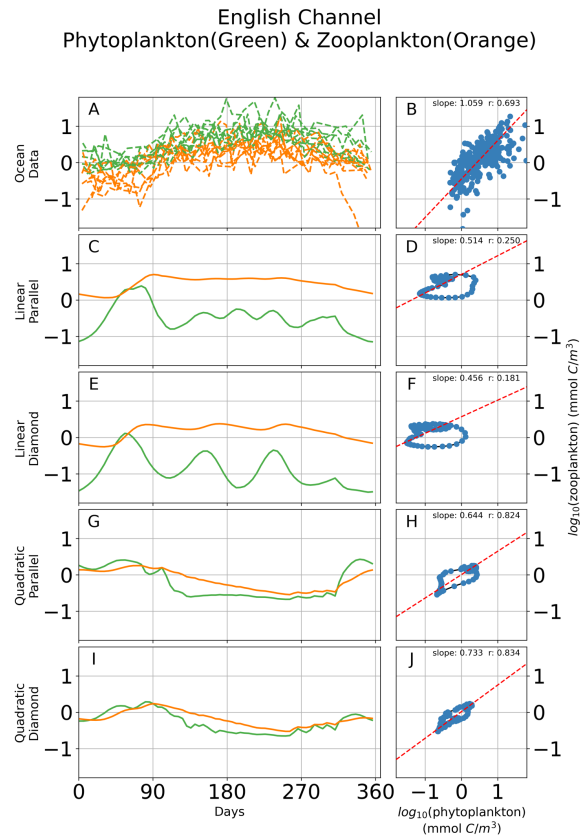 English Channel
Phytoplankton(Green) & Zooplankton(Orange)
A
1
0
−1
Ocean
Data
B
slope: 1.059 r: 0.693
1
0
−1
C
1
0
−1
Linear
Parallel
D
slope: 0.514 r: 0.250
1
0
−1
E
1
0
−1
Linear
Diamond
F
slope: 0.456 r: 0.181
1
0
−1
G
1
0
−1
Quadratic
Parallel
H
slope: 0.644 r: 0.824
1
0
−1
I
1
0
−1
Quadratic
Diamond
J
slope: 0.733 r: 0.834
1
0
−1
log10(zooplankton) (mmol C/m³)
0 90 180 270 360
Days
−1 0 1
log10(phytoplankton)
(mmol C/m³)